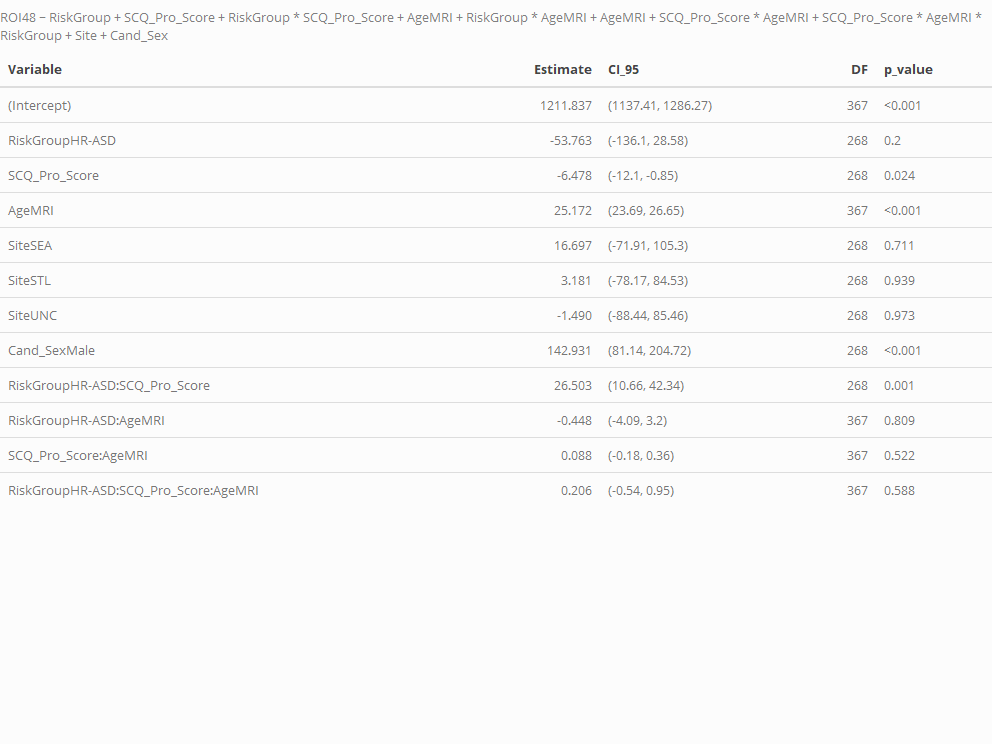 ROI48 ~ RiskGroup + SCQ_Pro_Score + RiskGroup * SCQ_Pro_Score + AgeMRI + RiskGroup * AgeMRI + AgeMRI + SCQ_Pro_Score * AgeMRI + SCQ_Pro_Score * AgeMRI *
RiskGroup + Site + Cand_Sex
Variable Estimate CI_95 DF p_value
(Intercept) 1211.837 (1137.41, 1286.27) 367 <0.001
RiskGroupHR-ASD -53.763 (-136.1, 28.58) 268 0.2
SCQ_Pro_Score -6.478 (-12.1, -0.85) 268 0.024
AgeMRI 25.172 (23.69, 26.65) 367 <0.001
SiteSEA 16.697 (-71.91, 105.3) 268 0.711
SiteSTL 3.181 (-78.17, 84.53) 268 0.939
SiteUNC -1.490 (-88.44, 85.46) 268 0.973
Cand_SexMale 142.931 (81.14, 204.72) 268 <0.001
RiskGroupHR-ASD:SCQ_Pro_Score 26.503 (10.66, 42.34) 268 0.001
RiskGroupHR-ASD:AgeMRI -0.448 (-4.09, 3.2) 367 0.809
SCQ_Pro_Score:AgeMRI 0.088 (-0.18, 0.36) 367 0.522
RiskGroupHR-ASD:SCQ_Pro_Score:AgeMRI 0.206 (-0.54, 0.95) 367 0.588